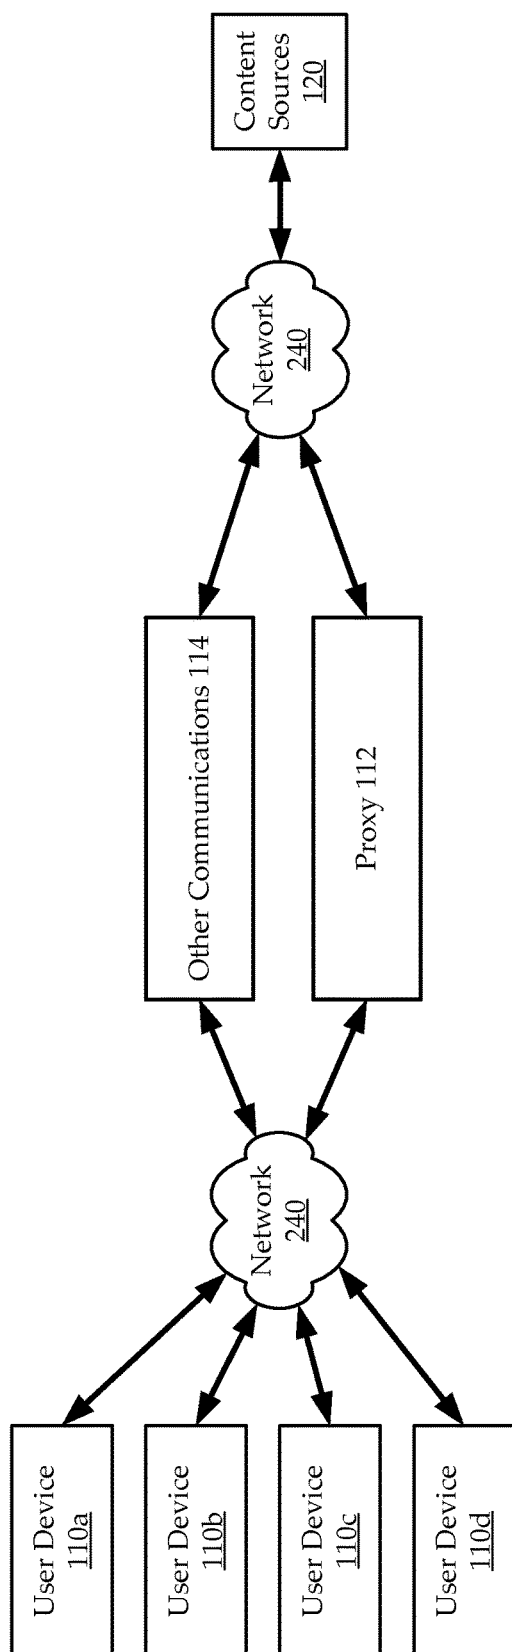 User Device
110a
User Device
110b
User Device
110c
User Device
110d
Network
240
Other Communications 114
Proxy 112
Network
240
Content
Sources
120